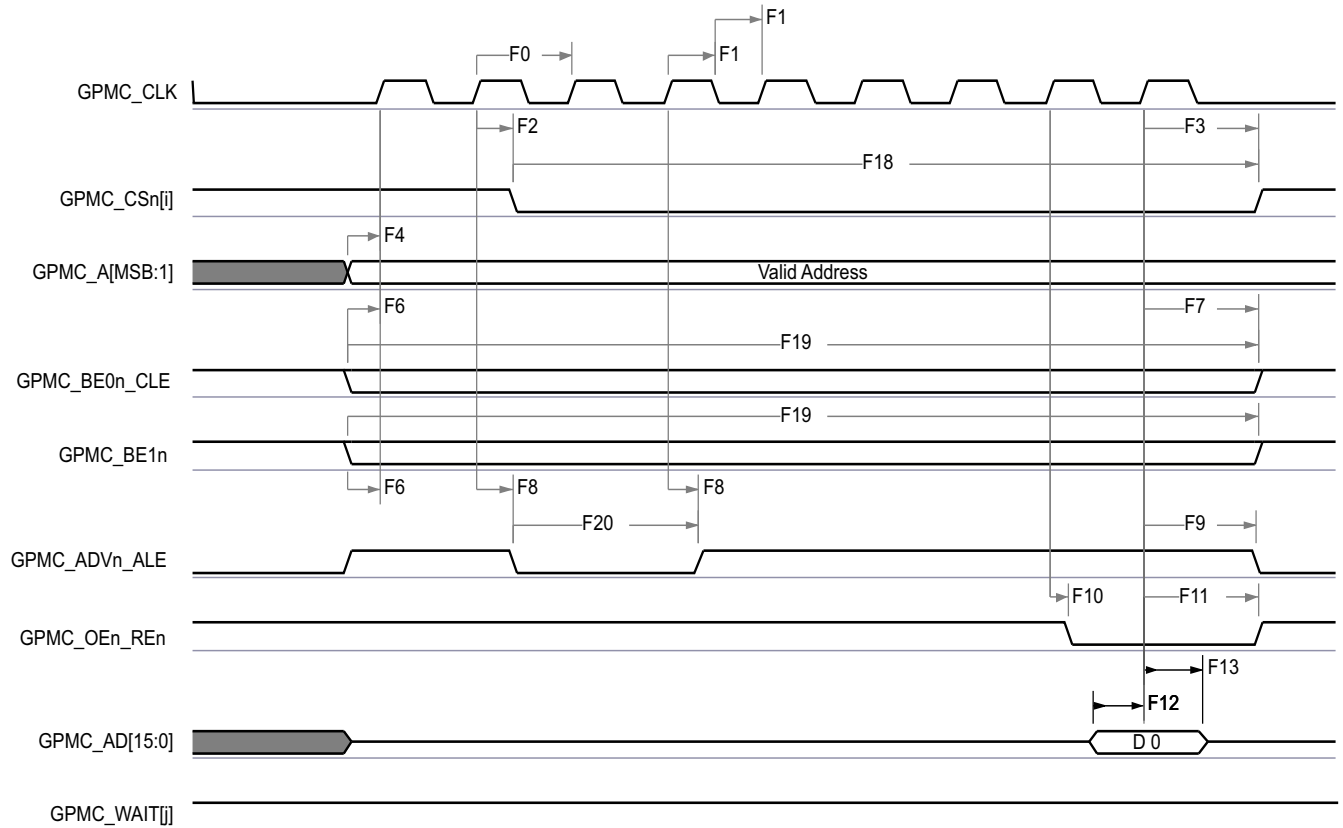 F1
F0
F1
GPMC_CLK
F2
F3
F18
GPMC_CSn[i]
F4
GPMC_A[MSB:1]
Valid Address
F6
F7
F19
GPMC_BE0n_CLE
F19
GPMC_BE1n
F6
F8
F8
F20
F9
GPMC_ADVn_ALE
F10
F11
GPMC_OEn_REn
F13
F12
GPMC_AD[15:0]
D 0
GPMC_WAIT[j]